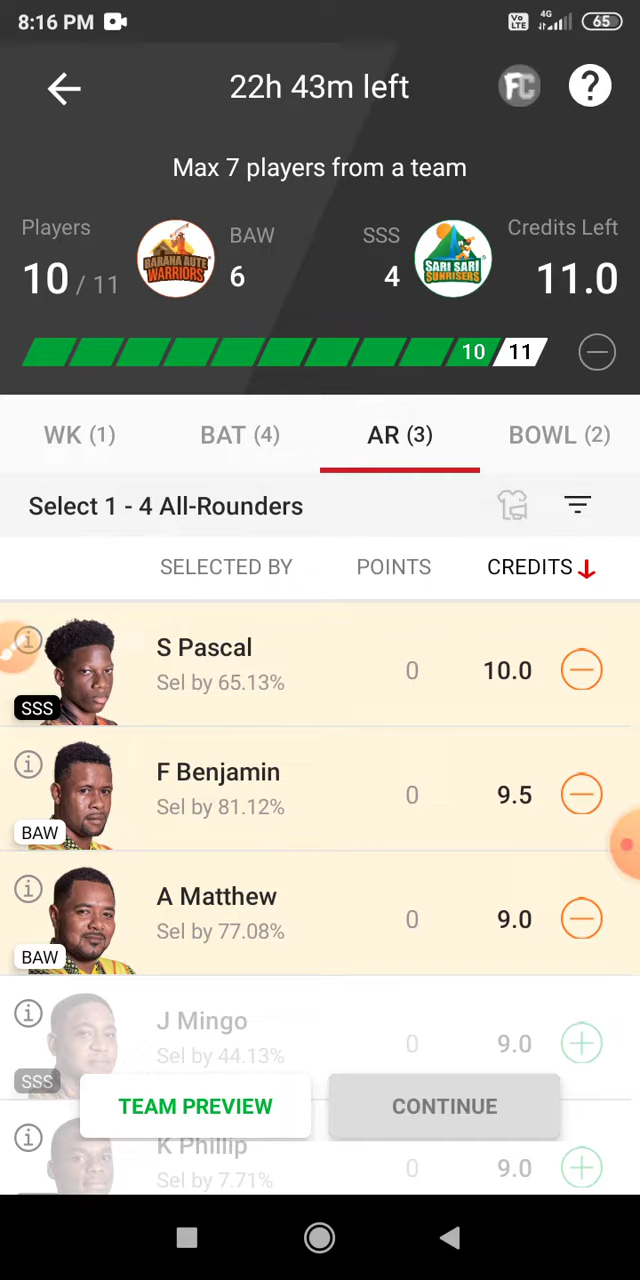 8:16 PM Vo LTE 4G 65
22h 43m left FC ?
Max 7 players from a team
Players BAW SSS Credits Left
10 / 11 BARANA AUTE WARRIORS 6 4 SARI SARI SUNRISERS 11.0
10 11
WK (1) BAT (4) AR (3) BOWL (2)
Select 1 - 4 All-Rounders
SELECTED BY POINTS CREDITS
S Pascal
Sel by 65.13% 0 10.0
SSS
F Benjamin
Sel by 81.12% 0 9.5
BAW
A Matthew
Sel by 77.08% 0 9.0
BAW
J Mingo
Sel by 44.13% 0 9.0
SSS
TEAM PREVIEW CONTINUE
K Phillip
Sel by 7.71% 0 9.0